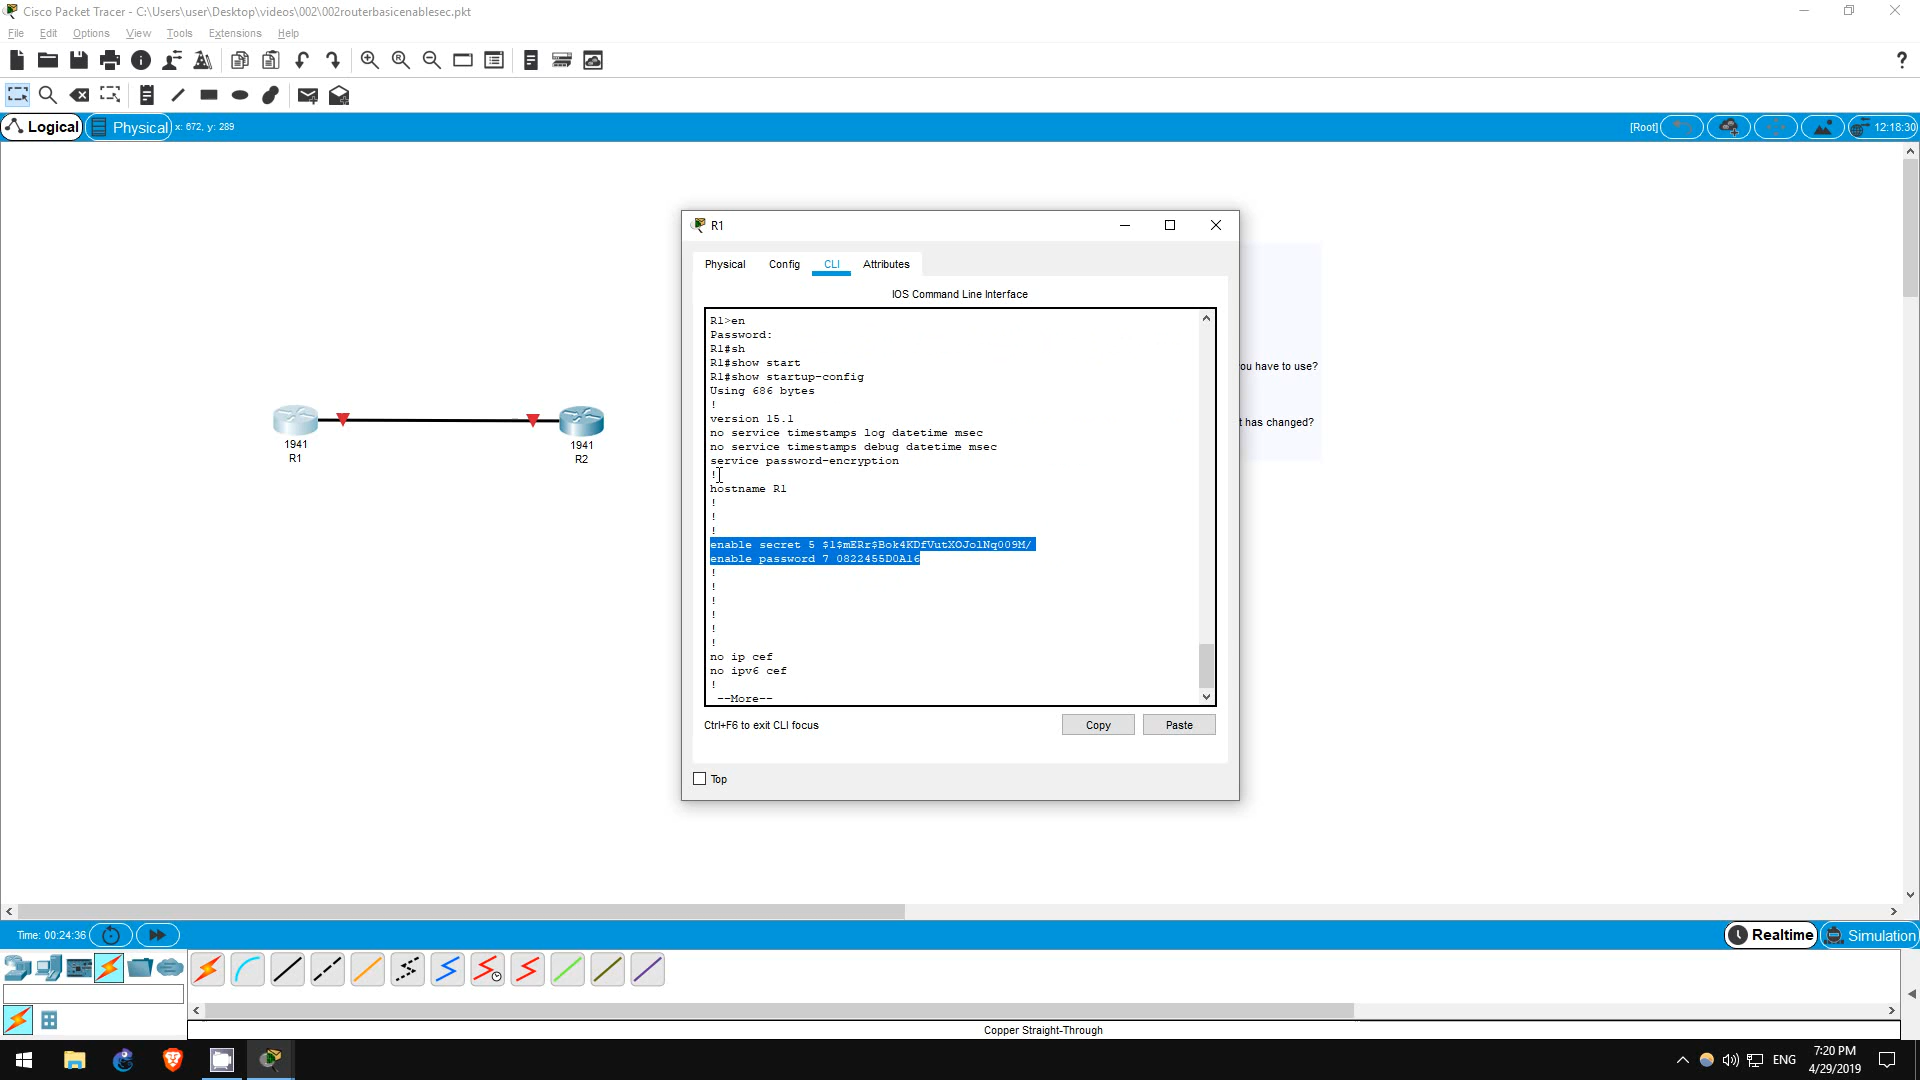 Cisco Packet Tracer - C:\Users\user\Desktop\videos\002\002routerbasicenablesec.pkt
File Edit Options View Tools Extensions Help
?
Logical Physical x: 672, y: 289 [Root] 12:18:30
R1
Physical Config CLI Attributes
IOS Command Line Interface
R1>en
Password:
R1#sh
R1#show start
R1#show startup-config
Using 686 bytes
!
version 15.1
no service timestamps log datetime msec
no service timestamps debug datetime msec
service password-encryption
!
hostname R1
!
!
!
enable secret 5 $1$mERr$Bok4KDfVutXOJolNq009M/
enable password 7 0822455D0A16
!
!
!
!
!
!
no ip cef
no ipv6 cef
!
--More--
Ctrl+F6 to exit CLI focus
Copy Paste
Top
ou have to use?
t has changed?
1941
R1
1941
R2
Time: 00:24:36 Realtime Simulation
Copper Straight-Through
ENG
7:20 PM
4/29/2019